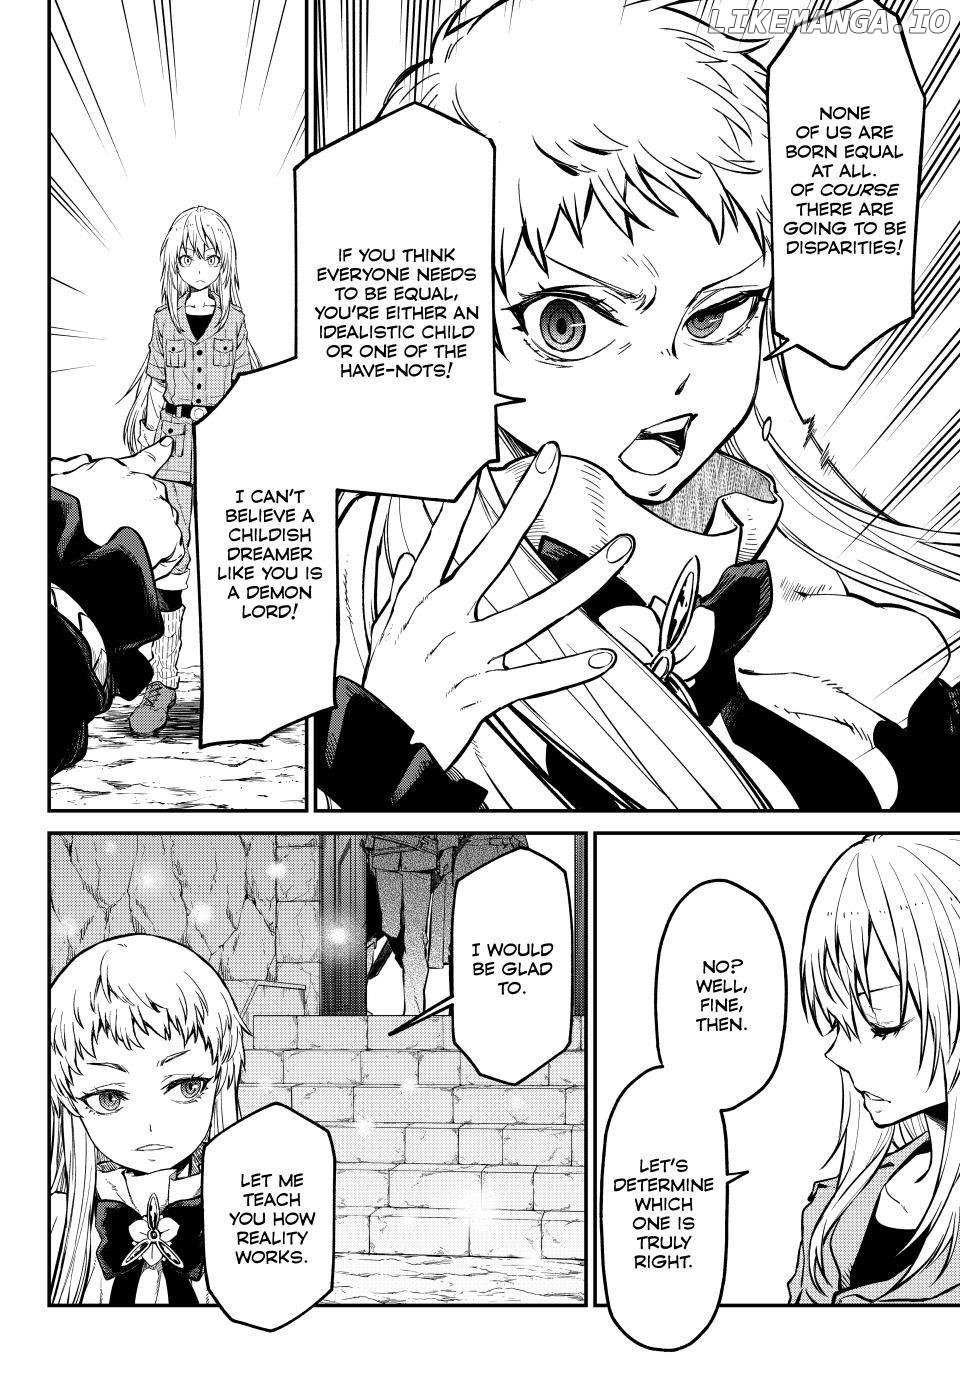 LIKEMANGA.IO
NONE
OF US ARE
BORN EQUAL
AT ALL.
OF COURSE
THERE ARE
GOING TO BE
DISPARITIES!
IF YOU THINK
EVERYONE NEEDS
TO BE EQUAL,
YOU'RE EITHER AN
IDEALISTIC CHILD
OR ONE OF THE
HAVE-NOTS!
I CAN'T
BELIEVE A
CHILDISH
DREAMER
LIKE YOU IS
A DEMON
LORD!
NO?
WELL,
FINE,
THEN.
LET'S
DETERMINE
WHICH
ONE IS
TRULY
RIGHT.
I WOULD
BE GLAD
TO.
LET ME
TEACH
YOU HOW
REALITY
WORKS.